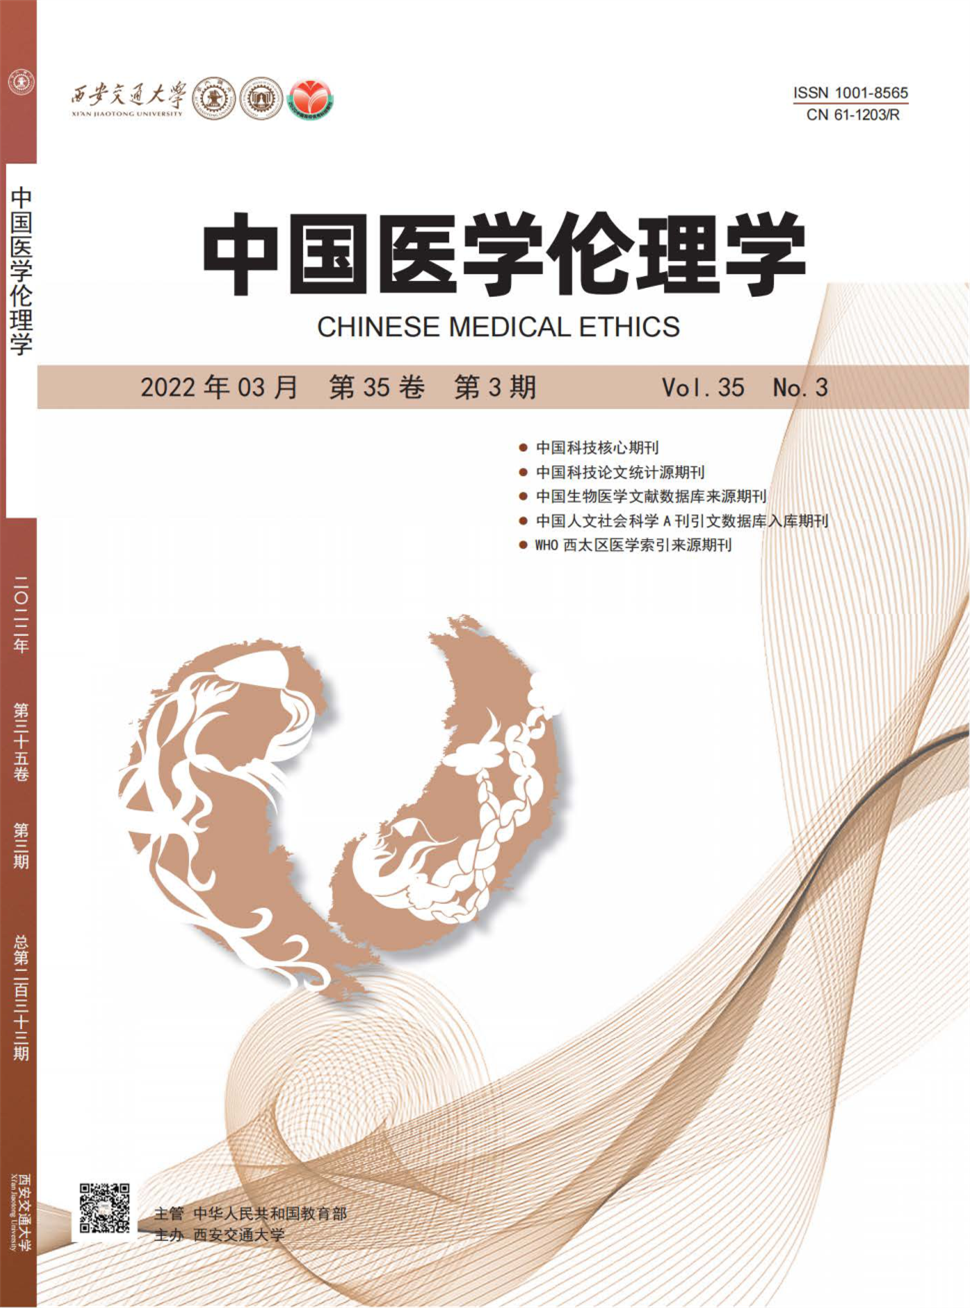 西安交通大学
XI'AN JIAOTONG UNIVERSITY
ISSN 1001-8565
CN 61-1203/R
中国医学伦理学
CHINESE MEDICAL ETHICS
2022年03月 第35卷 第3期 Vol.35 No.3
中国科技核心期刊
中国科技论文统计源期刊
中国生物医学文献数据库来源期刊
中国人文社会科学A刊引文数据库入库期刊
WHO西太区医学索引来源期刊
主管 中华人民共和国教育部
主办 西安交通大学
中国医学伦理学
二〇二二年 第三十五卷 第三期 总第二百三十三期
西安交通大学
Xi'an Jiaotong University